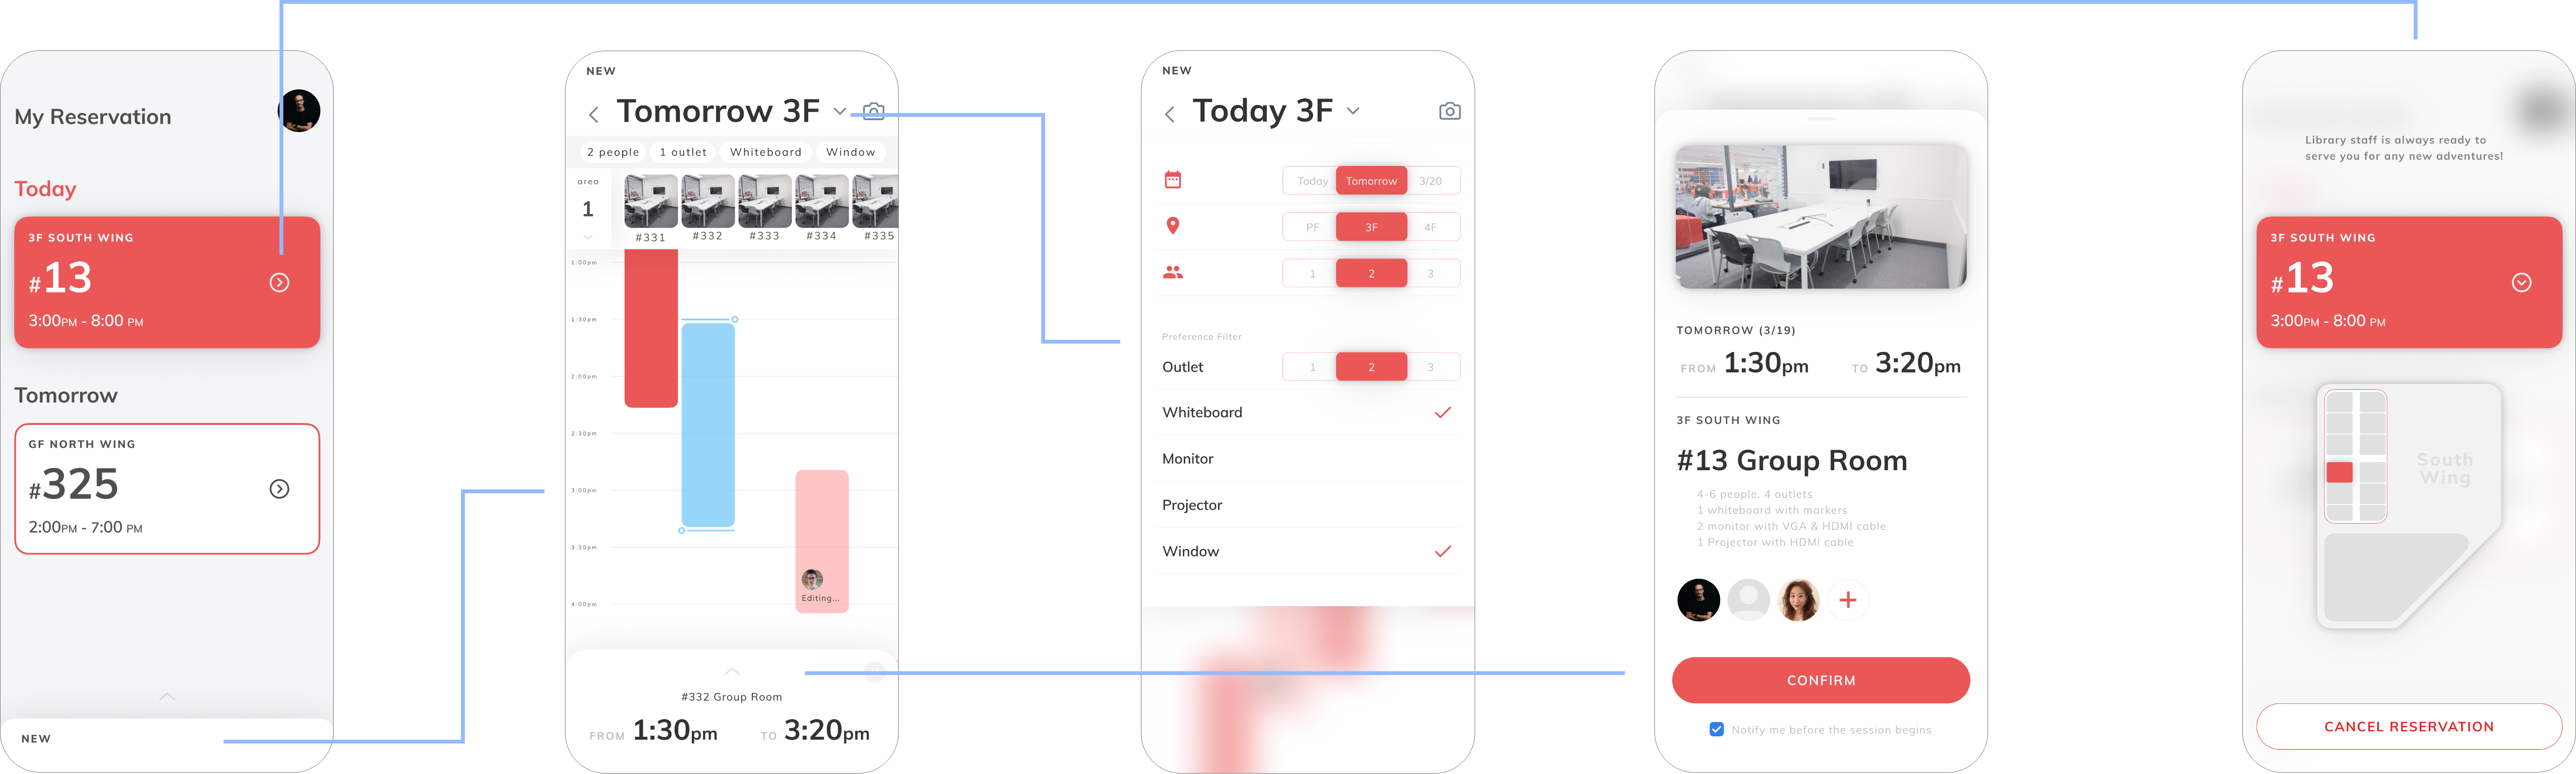 My Reservation
Today
3F SOUTH WING
#13
3:00PM - 8:00 PM
Tomorrow
GF NORTH WING
#325
2:00PM - 7:00 PM
NEW
NEW
Tomorrow 3F
2 people 1 outlet Whiteboard Window
area
1
#331 #332 #333 #334 #335
1:00pm
1:30pm
2:00pm
2:30pm
3:00pm
3:30pm
Editing...
4:00pm
#332 Group Room
FROM 1:30pm TO 3:20pm
NEW
Today 3F
Today Tomorrow 3/20
PF 3F 4F
1 2 3
Preference Filter
Outlet 1 2 3
Whiteboard
Monitor
Projector
Window
TOMORROW (3/19)
FROM 1:30pm TO 3:20pm
3F SOUTH WING
#13 Group Room
4-6 people, 4 outlets
1 whiteboard with markers
2 monitor with VGA & HDMI cable
1 Projector with HDMI cable
CONFIRM
Notify me before the session begins
Library staff is always ready to
serve you for any new adventures!
3F SOUTH WING
#13
3:00PM - 8:00 PM
South
Wing
CANCEL RESERVATION